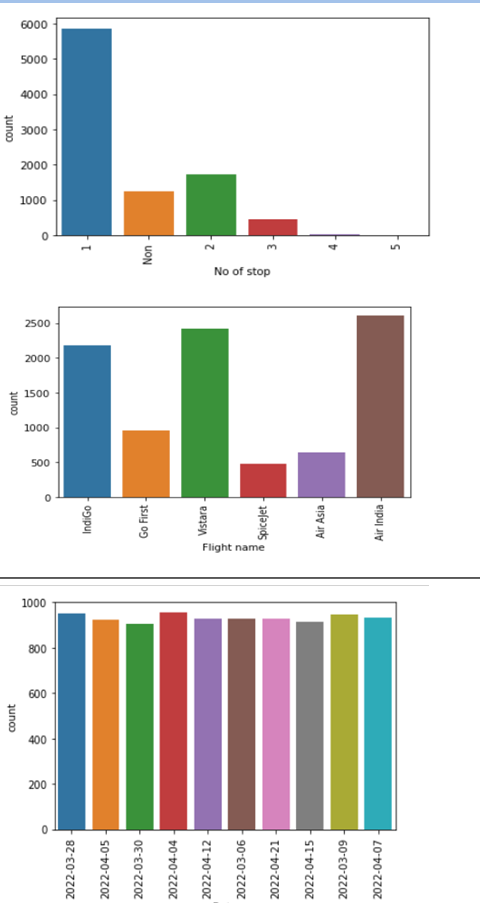 6000
5000
4000
3000
2000
1000
0
count
1
Non
2
3
4
5
No of stop
2500
2000
1500
1000
500
0
count
IndiGo
Go First
Vistara
SpiceJet
Air Asia
Air India
Flight name
1000
800
600
400
200
0
count
2022-03-28
2022-04-05
2022-03-30
2022-04-04
2022-04-12
2022-03-06
2022-04-21
2022-04-15
2022-03-09
2022-04-07